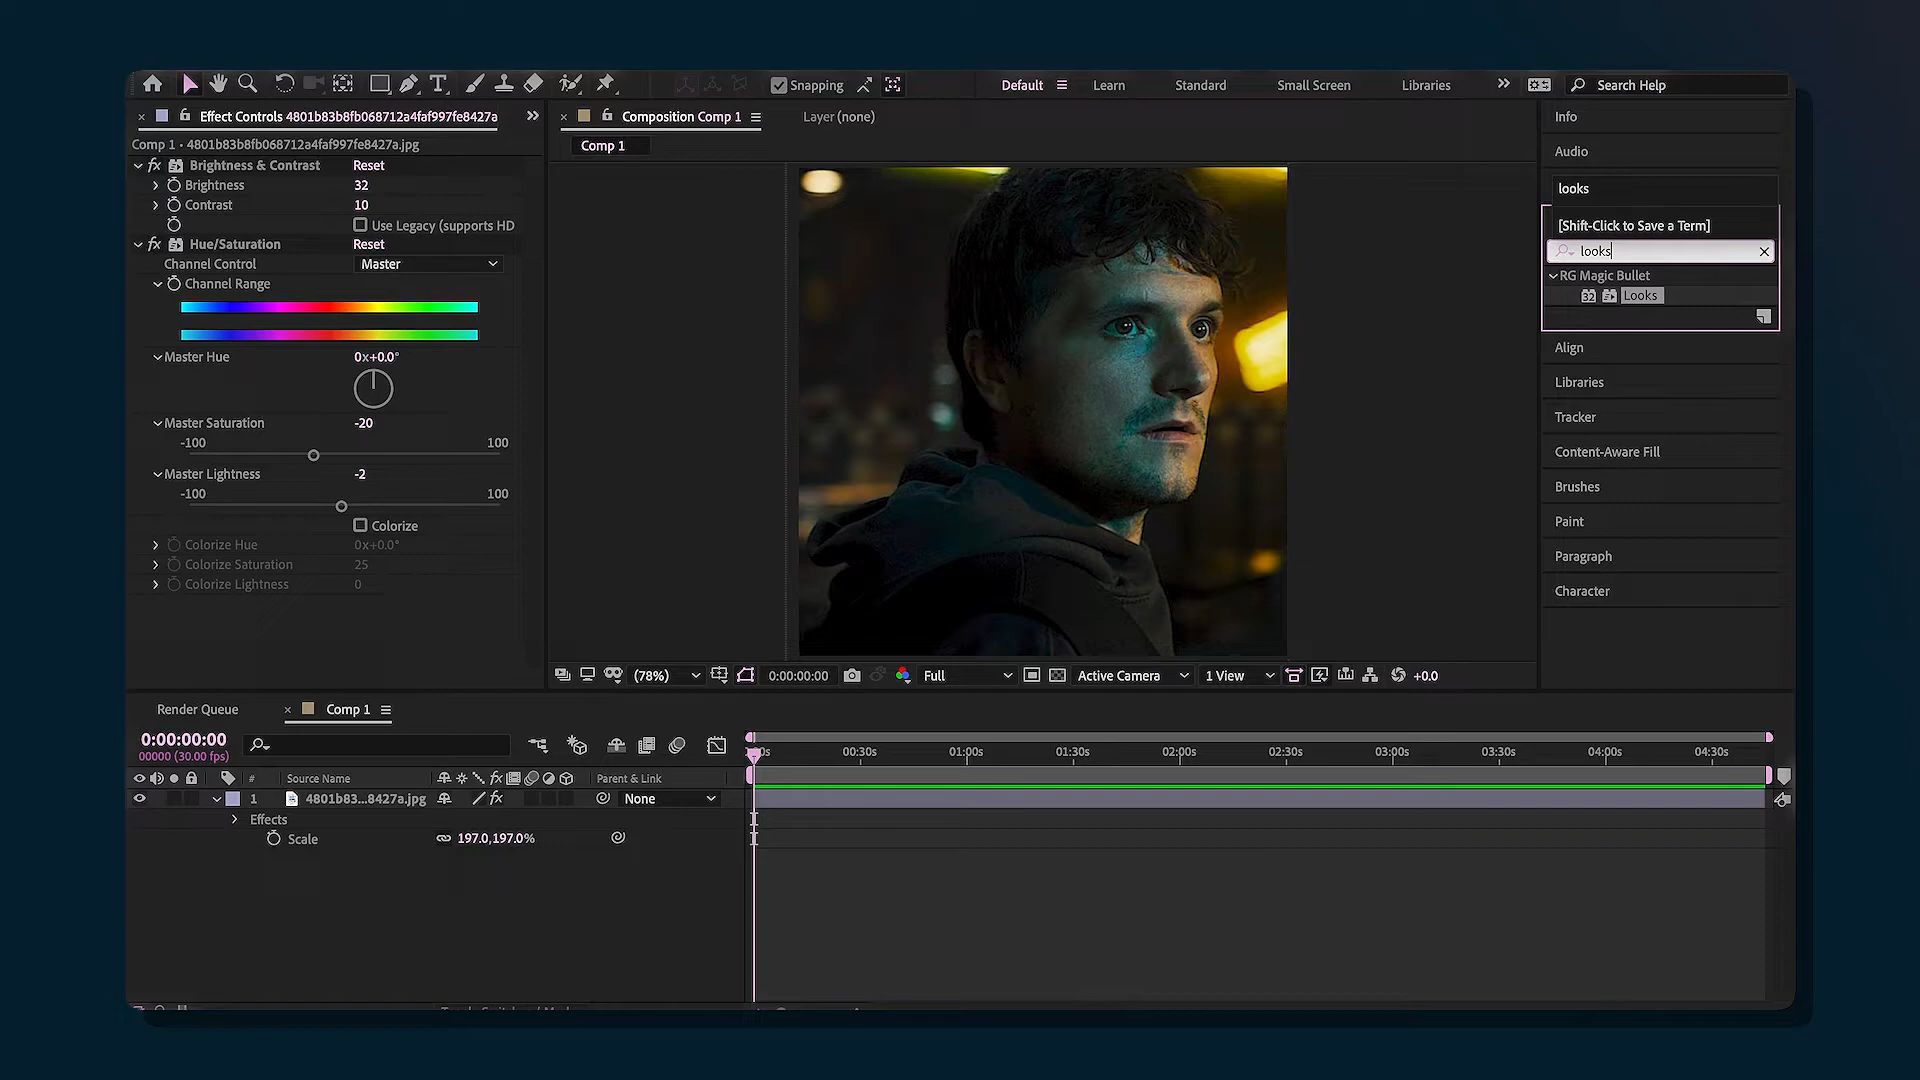 Snapping
Default
Learn
Standard
Small Screen
Libraries
Search Help
Effect Controls 4801b83b8fb068712a4faf997fe8427a
Composition Comp 1
Layer (none)
Info
Comp 1 • 4801b83b8fb068712a4faf997fe8427a.jpg
Comp 1
Audio
Brightness & Contrast Reset
Brightness 32
Contrast 10
Use Legacy (supports HD
Hue/Saturation Reset
Channel Control Master
Channel Range
Master Hue 0x+0.0°
Master Saturation -20
-100 100
Master Lightness -2
-100 100
Colorize
Colorize Hue 0x+0.0°
Colorize Saturation 25
Colorize Lightness 0
looks
[Shift-Click to Save a Term]
looks
RG Magic Bullet
32 Looks
Align
Libraries
Tracker
Content-Aware Fill
Brushes
Paint
Paragraph
Character
(78%) 0:00:00:00 Full Active Camera 1 View +0.0
Render Queue
Comp 1
0:00:00:00
00000 (30.00 fps)
00s 00:30s 01:00s 01:30s 02:00s 02:30s 03:00s 03:30s 04:00s 04:30s
# Source Name fx Parent & Link
1 4801b83...8427a.jpg fx None
Effects
Scale 197.0,197.0%